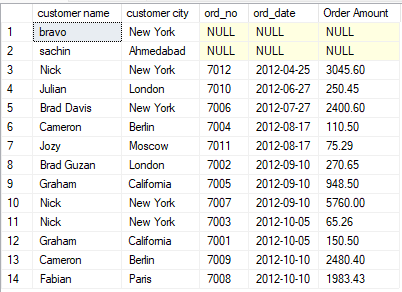 customer name customer city ord_no ord_date Order Amount
1 bravo New York NULL NULL NULL
2 sachin Ahmedabad NULL NULL NULL
3 Nick New York 7012 2012-04-25 3045.60
4 Julian London 7010 2012-06-27 250.45
5 Brad Davis New York 7006 2012-07-27 2400.60
6 Cameron Berlin 7004 2012-08-17 110.50
7 Jozy Moscow 7011 2012-08-17 75.29
8 Brad Guzan London 7002 2012-09-10 270.65
9 Graham California 7005 2012-09-10 948.50
10 Nick New York 7007 2012-09-10 5760.00
11 Nick New York 7003 2012-10-05 65.26
12 Graham California 7001 2012-10-05 150.50
13 Cameron Berlin 7009 2012-10-10 2480.40
14 Fabian Paris 7008 2012-10-10 1983.43